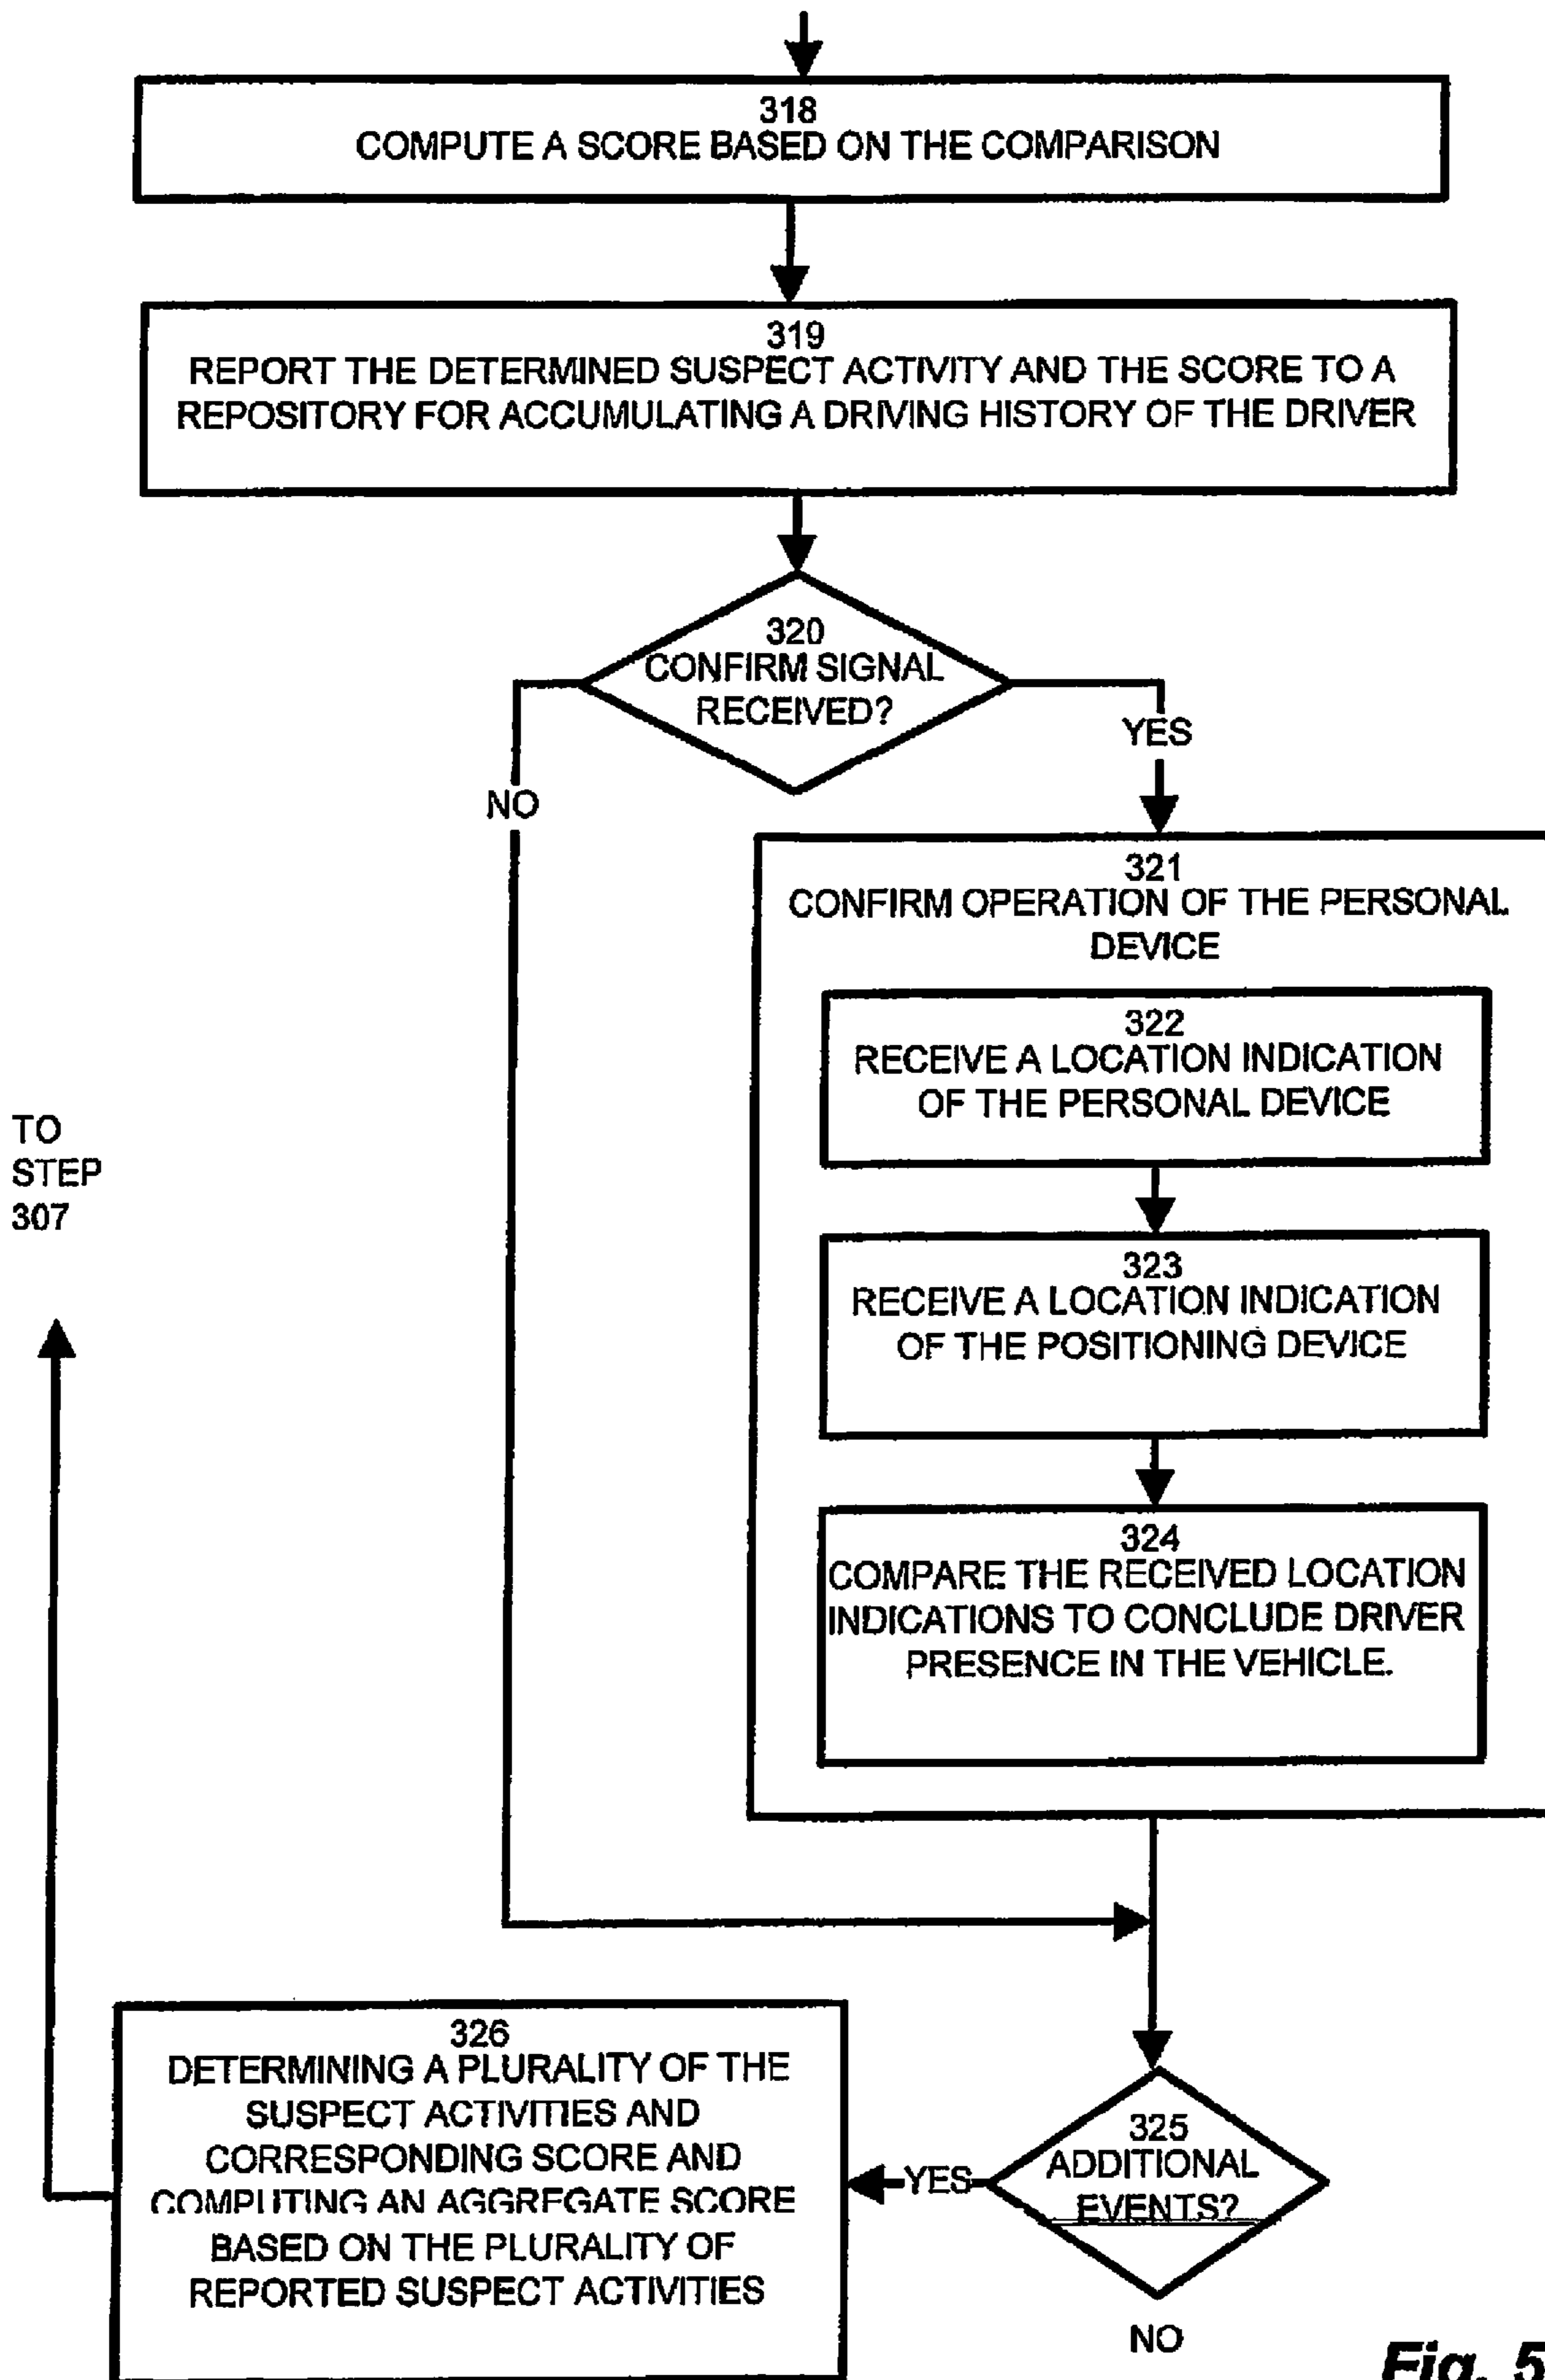 318
COMPUTE A SCORE BASED ON THE COMPARISON
319
REPORT THE DETERMINED SUSPECT ACTIVITY AND THE SCORE TO A
REPOSITORY FOR ACCUMULATING A DRIVING HISTORY OF THE DRIVER
320
CONFIRM SIGNAL
RECEIVED?
YES
NO
321
CONFIRM OPERATION OF THE PERSONAL
DEVICE
322
RECEIVE A LOCATION INDICATION
OF THE PERSONAL DEVICE
TO
STEP
307
323
RECEIVE A LOCATION INDICATION
OF THE POSITIONING DEVICE
324
COMPARE THE RECEIVED LOCATION
INDICATIONS TO CONCLUDE DRIVER
PRESENCE IN THE VEHICLE.
326
DETERMINING A PLURALITY OF THE
SUSPECT ACTIVITIES AND
CORRESPONDING SCORE AND
COMPUTING AN AGGREGATE SCORE
BASED ON THE PLURALITY OF
REPORTED SUSPECT ACTIVITIES
YES
325
ADDITIONAL
EVENTS?
NO
Fig. 5